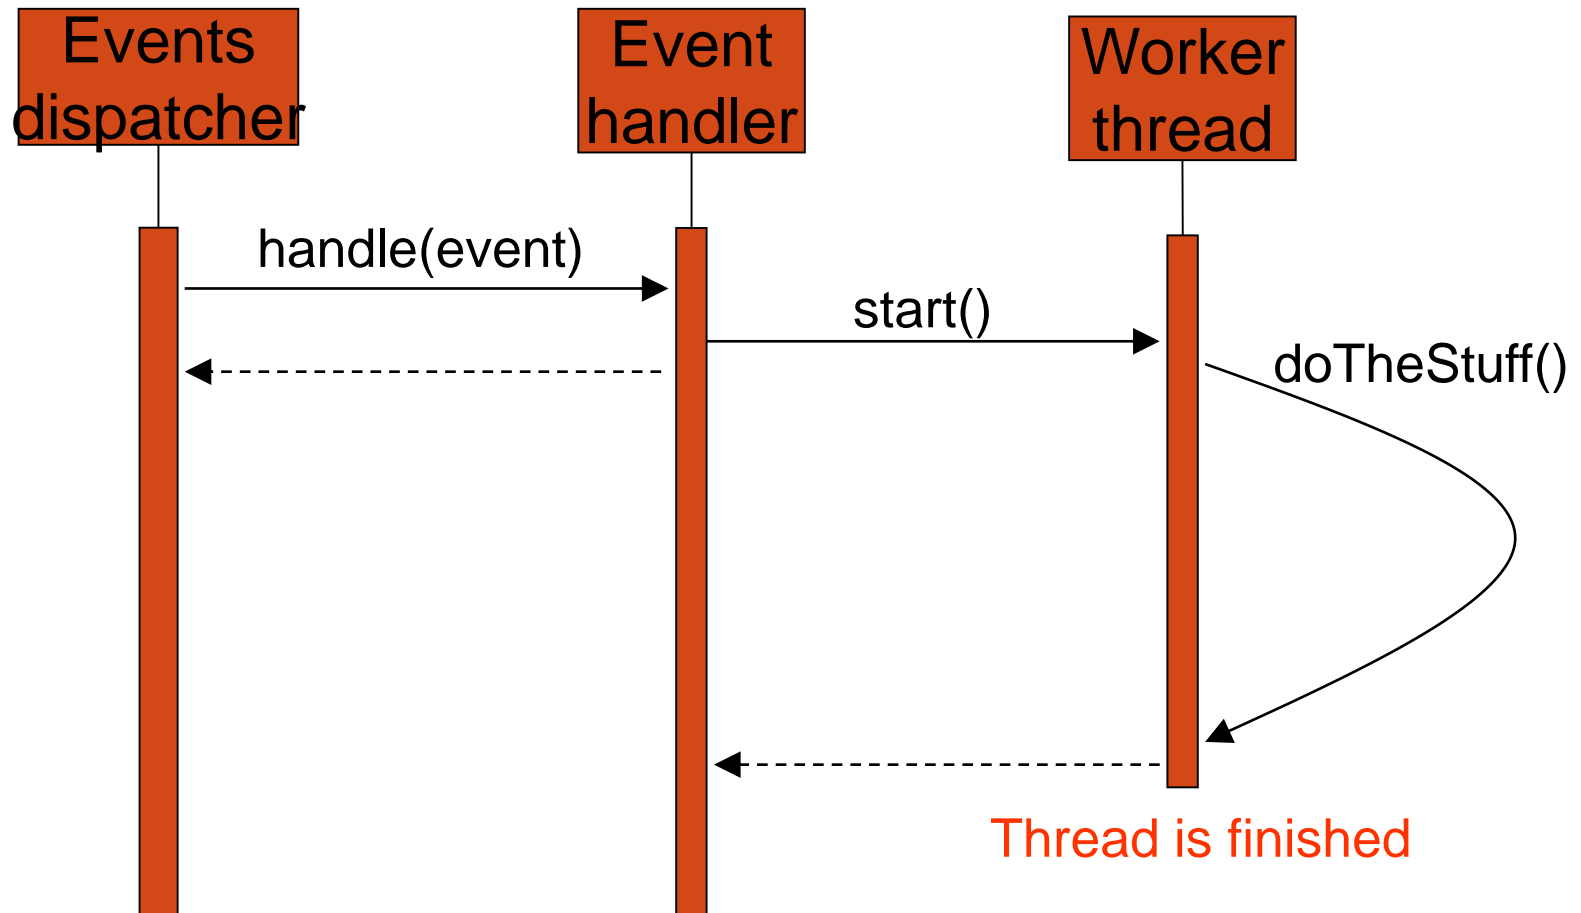 Events
dispatcher
Event
handler
Worker
thread
handle(event)
start()
doTheStuff()
Thread is finished